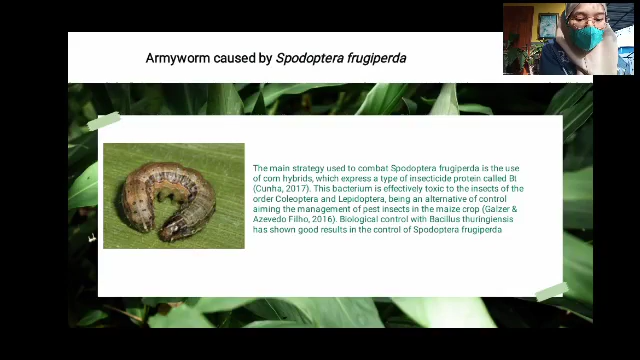 Armyworm caused by Spodoptera frugiperda
The main strategy used to combat Spodoptera frugiperda is the use
of corn hybrids, which express a type of insecticide protein called Bt
(Cunha, 2017). This bacterium is effectively toxic to the insects of the
order Coleoptera and Lepidoptera, being an alternative of control
aiming the management of pest insects in the maize crop (Galzer &
Azevedo Filho, 2016). Biological control with Bacillus thuringiensis
has shown good results in the control of Spodoptera frugiperda